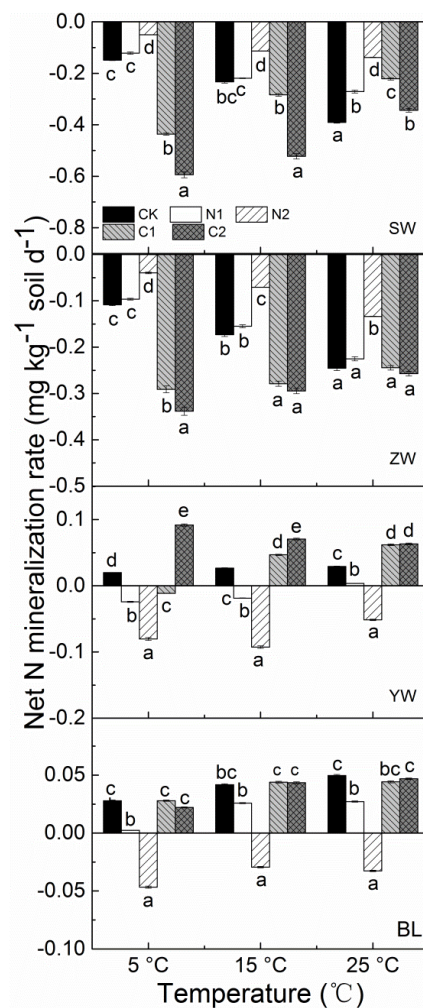 Net N mineralization rate (mg kg⁻¹ soil d⁻¹)
0.0
-0.2
-0.4
-0.6
-0.8
c c d b a
bc c d b a
a b d c b
CK N1 N2
C1 C2
SW
0.0
-0.1
-0.2
-0.3
-0.4
-0.5
c c d b a
b b c a a
a a b a a
ZW
0.1
0.0
-0.1
-0.2
d b a c e
c b a d e
c b a d d
YW
0.05
0.00
-0.05
-0.10
c b a c c
bc b a c c
c b a bc c
BL
5 °C 15 °C 25 °C
Temperature (℃)